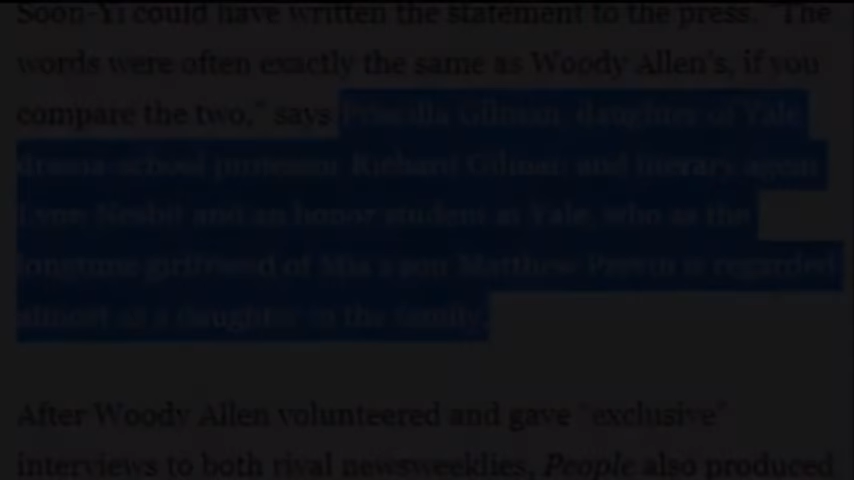 Soon-Yi could have written the statement to the press. "The
words were often exactly the same as Woody Allen's, if you
compare the two," says Priscilla Gilman, daughter of Yale
drama-school professor Richard Gilman and literary agent
Lynn Nesbit and an honor student at Yale, who as the
longtime girlfriend of Mia's son Matthew Previn is regarded
almost as a daughter in the family.
After Woody Allen volunteered and gave "exclusive"
interviews to both rival newsweeklies, People also produced